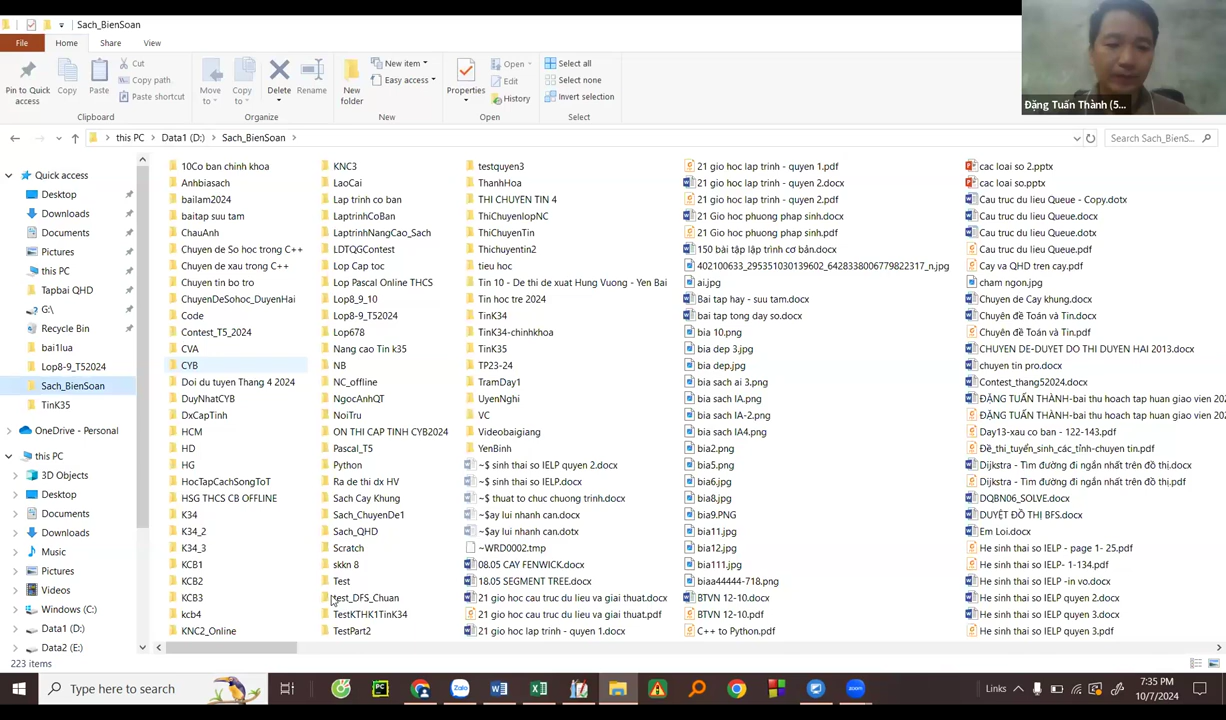 Sach_BienSoan
File Home Share View
Pin to Quick access
Copy
Paste
Cut
Copy path
Paste shortcut
Clipboard
Move to
Copy to
Delete
Rename
Organize
New folder
New item
Easy access
New
Properties
Open
Edit
History
Open
Select all
Select none
Invert selection
Select
Đặng Tuấn Thành (5...
this PC > Data1 (D:) > Sach_BienSoan >
Search Sach_BienS...
Quick access
Desktop
Downloads
Documents
Pictures
this PC
Tapbai QHD
G:\
Recycle Bin
bai1lua
Lop8-9_T52024
Sach_BienSoan
TinK35
OneDrive - Personal
this PC
3D Objects
Desktop
Documents
Downloads
Music
Pictures
Videos
Windows (C:)
Data1 (D:)
Data2 (E:)
10Co ban chinh khoa
Anhbiasach
bailam2024
baitap suu tam
ChauAnh
Chuyen de So hoc trong C++
Chuyen de xau trong C++
Chuyen tin bo tro
ChuyenDeSohoc_DuyenHai
Code
Contest_T5_2024
CVA
CYB
Doi du tuyen Thang 4 2024
DuyNhatCYB
DxCapTinh
HCM
HD
HG
HocTapCachSongToT
HSG THCS CB OFFLINE
K34
K34_2
K34_3
KCB1
KCB2
KCB3
kcb4
KNC2_Online
KNC3
LaoCai
Lap trinh co ban
LaptrinhCoBan
LaptrinhNangCao_Sach
LDTQGContest
Lop Cap toc
Lop Pascal Online THCS
Lop8_9_10
Lop8-9_T52024
Lop678
Nang cao Tin k35
NB
NC_offline
NgocAnhQT
NoiTru
ON THI CAP TINH CYB2024
Pascal_T5
Python
Ra de thi dx HV
Sach Cay Khung
Sach_ChuyenDe1
Sach_QHD
Scratch
skkn 8
Test
test_DFS_Chuan
TestKTHK1TinK34
TestPart2
testquyen3
ThanhHoa
THI CHUYEN TIN 4
ThiChuyenlopNC
ThiChuyenTin
Thichuyentin2
tieu hoc
Tin 10 - De thi de xuat Hung Vuong - Yen Bai
Tin hoc tre 2024
TinK34
TinK34-chinhkhoa
TinK35
TP23-24
TramDay1
UyenNghi
VC
Videobaigiang
YenBinh
~$ sinh thai so IELP quyen 2.docx
~$ sinh thai so IELP.docx
~$ thuat to chuc chuong trinh.docx
~$ay lui nhanh can.docx
~$ay lui nhanh can.dotx
~WRD0002.tmp
08.05 CAY FENWICK.docx
18.05 SEGMENT TREE.docx
21 gio hoc cau truc du lieu va giai thuat.docx
21 gio hoc cau truc du lieu va giai thuat.pdf
21 gio hoc lap trinh - quyen 1.docx
21 gio hoc lap trinh - quyen 1.pdf
21 gio hoc lap trinh - quyen 2.docx
21 gio hoc lap trinh - quyen 2.pdf
21 Gio hoc phuong phap sinh.docx
21 Gio hoc phuong phap sinh.pdf
150 bài tập lập trình cơ bản.docx
402100633_295351030139602_6428338006779822317_n.jpg
ai.jpg
Bai tap hay - suu tam.docx
bai tap tong day so.docx
bia 10.png
bia dep 3.jpg
bia dep.jpg
bia sach ai 3.png
bia sach IA.png
bia sach IA-2.png
bia sach IA4.png
bia2.png
bia5.png
bia6.jpg
bia8.jpg
bia9.PNG
bia11.jpg
bia12.jpg
bia111.jpg
biaa44444-718.png
BTVN 12-10.docx
BTVN 12-10.pdf
C++ to Python.pdf
cac loai so 2.pptx
cac loai so.pptx
Cau truc du lieu Queue - Copy.dotx
Cau truc du lieu Queue.docx
Cau truc du lieu Queue.pdf
Cay va QHD tren cay.pdf
cham ngon.jpg
Chuyen de Cay khung.docx
Chuyên đề Toán và Tin.docx
Chuyên đề Toán và Tin.pdf
CHUYEN DE-DUYET DO THI DUYEN HAI 2013.docx
chuyen tin pro.docx
Contest_thang52024.docx
ĐẶNG TUẤN THÀNH-bai thu hoach tap huan giao vien 202
ĐẶNG TUẤN THÀNH-bai thu hoach tap huan giao vien 202
Day13-xau co ban - 122-143.pdf
Đề_thi_tuyển_sinh_các_tỉnh-chuyên tin.pdf
Dijkstra - Tìm đường đi ngắn nhất trên đồ thị.docx
Dijkstra - Tìm đường đi ngắn nhất trên đồ thị.pdf
DQBN06_SOLVE.docx
DUYỆT ĐỒ THỊ BFS.docx
Em Loi.docx
He sinh thai so IELP - page 1- 25.pdf
He sinh thai so IELP- 1-134.pdf
He sinh thai so IELP -in vo.docx
He sinh thai so IELP quyen 2.docx
He sinh thai so IELP quyen 2.pdf
He sinh thai so IELP quyen 3.pdf
223 items
Type here to search
Links
7:35 PM
10/7/2024